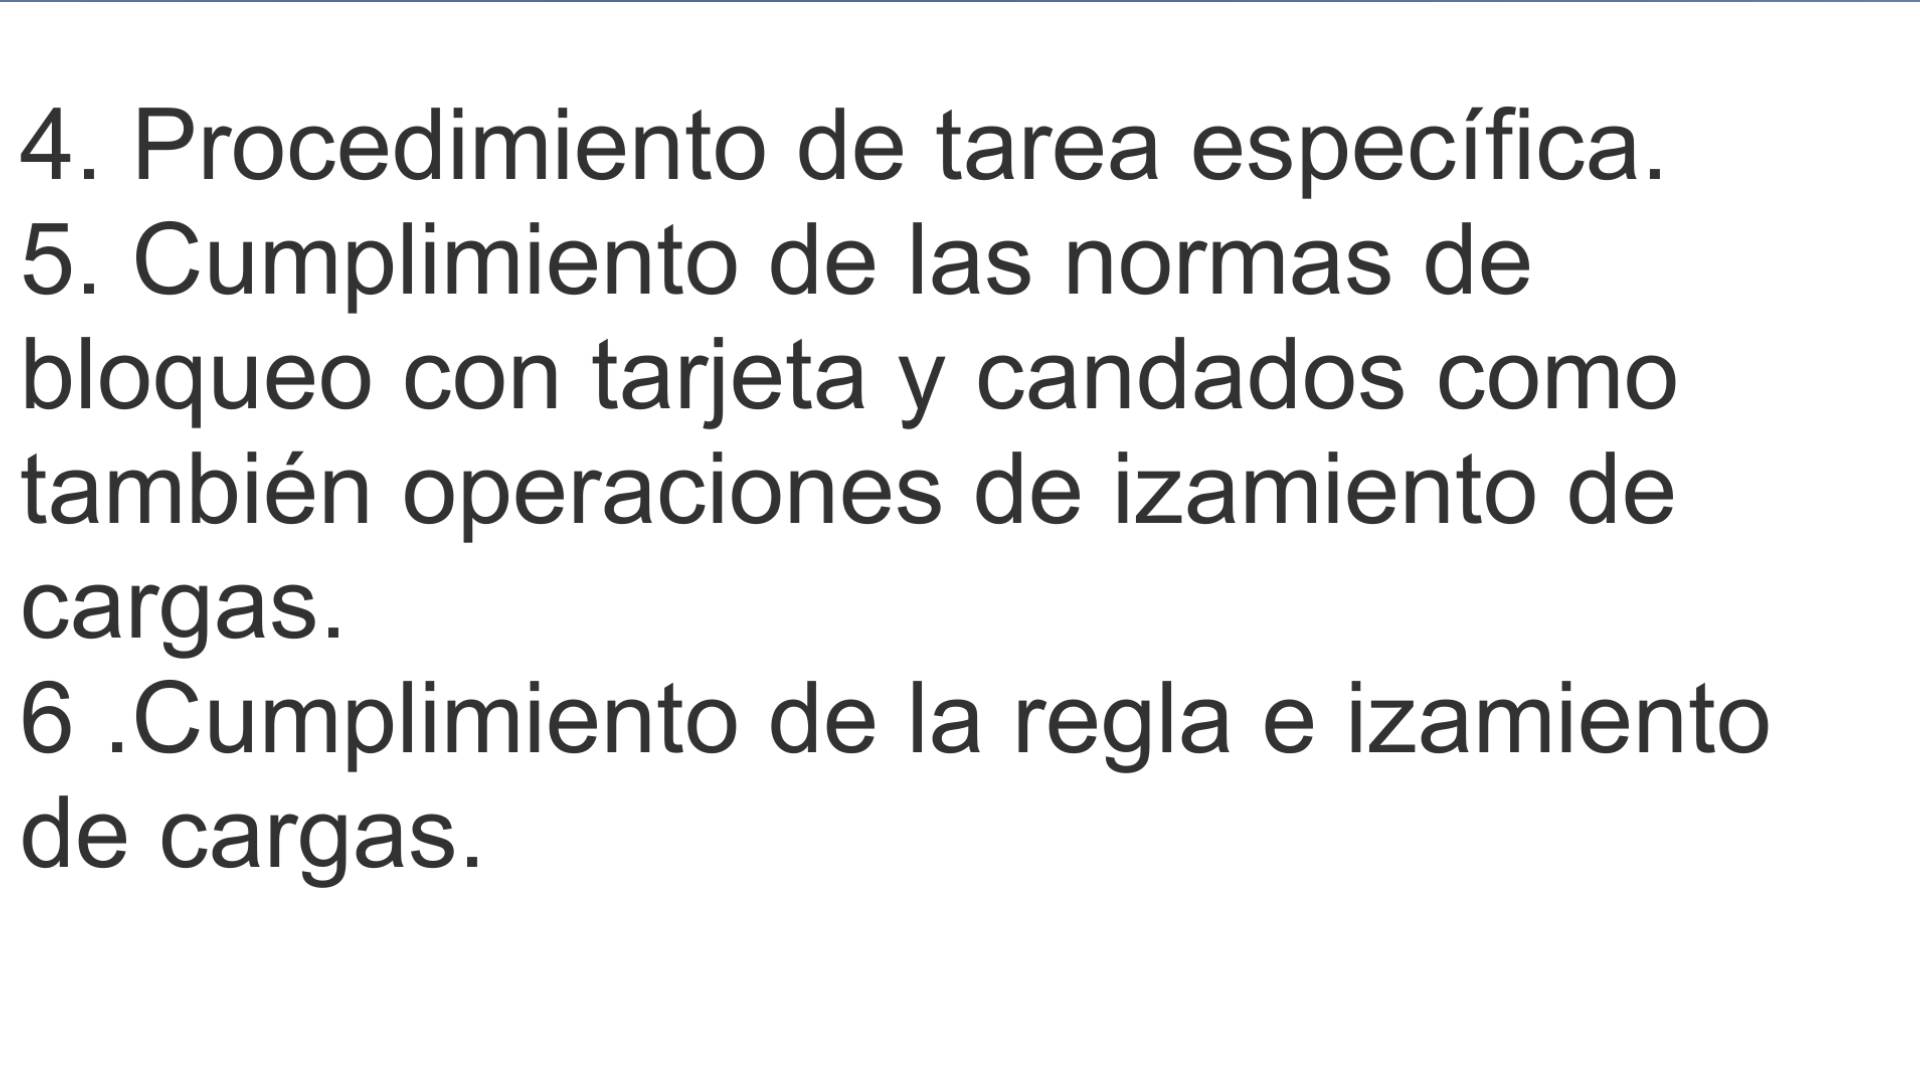 4. Procedimiento de tarea específica.
5. Cumplimiento de las normas de
bloqueo con tarjeta y candados como
también operaciones de izamiento de
cargas.
6 .Cumplimiento de la regla e izamiento
de cargas.